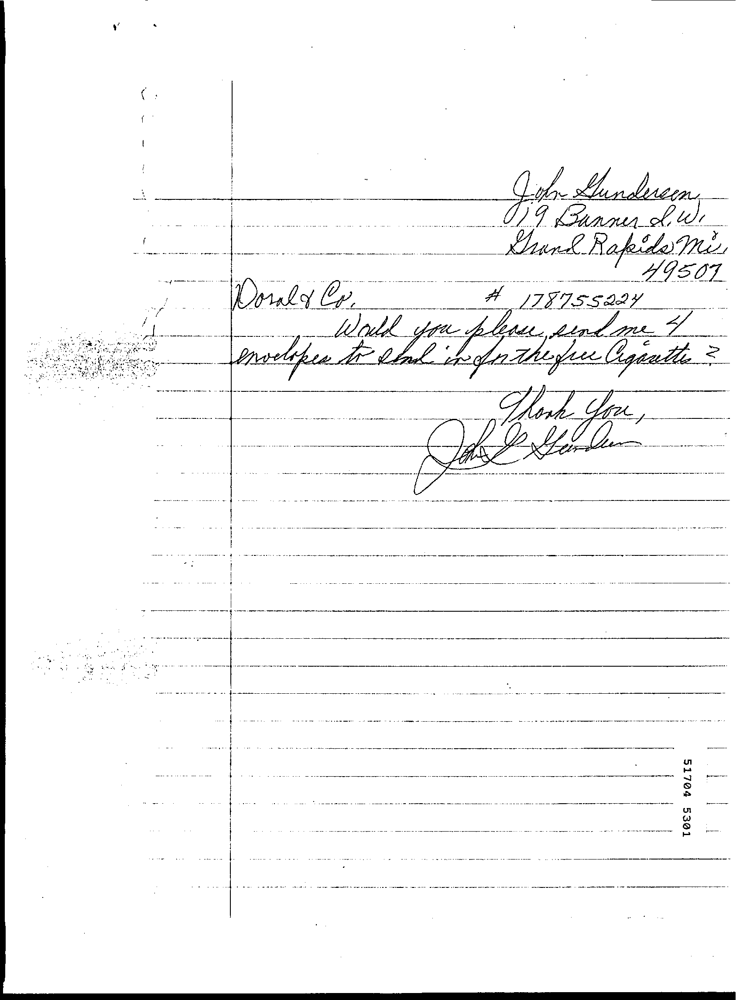 John Gundersen
19 Banner S.W.
Grand Rapids Mi,
49507
Doral & Co. # 178755224
Would you please, send me 4
envelopes to send in for the free Cigarettes?
Thank You,
John Gundersen
51704 5301